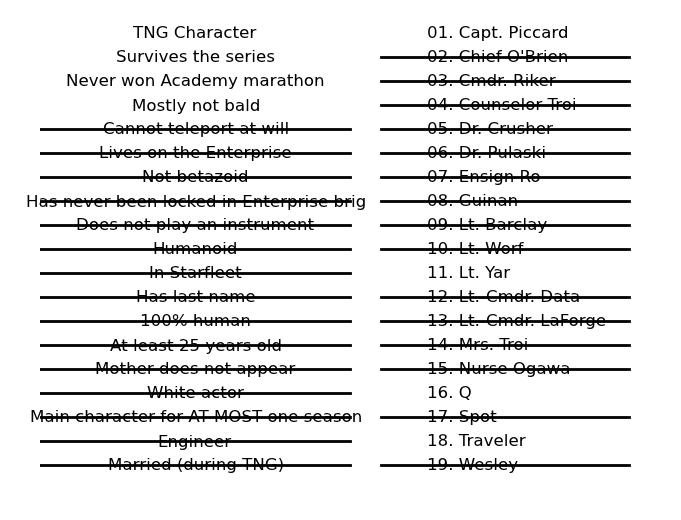 TNG Character
Survives the series
Never won Academy marathon
Mostly not bald
Cannot teleport at will
Lives on the Enterprise
Not betazoid
Has never been locked in Enterprise brig
Does not play an instrument
Humanoid
In Starfleet
Has last name
100% human
At least 25 years old
Mother does not appear
White actor
Main character for AT MOST one season
Engineer
Married (during TNG)
01. Capt. Piccard
02. Chief O'Brien
03. Cmdr. Riker
04. Counselor Troi
05. Dr. Crusher
06. Dr. Pulaski
07. Ensign Ro
08. Guinan
09. Lt. Barclay
10. Lt. Worf
11. Lt. Yar
12. Lt. Cmdr. Data
13. Lt. Cmdr. LaForge
14. Mrs. Troi
15. Nurse Ogawa
16. Q
17. Spot
18. Traveler
19. Wesley